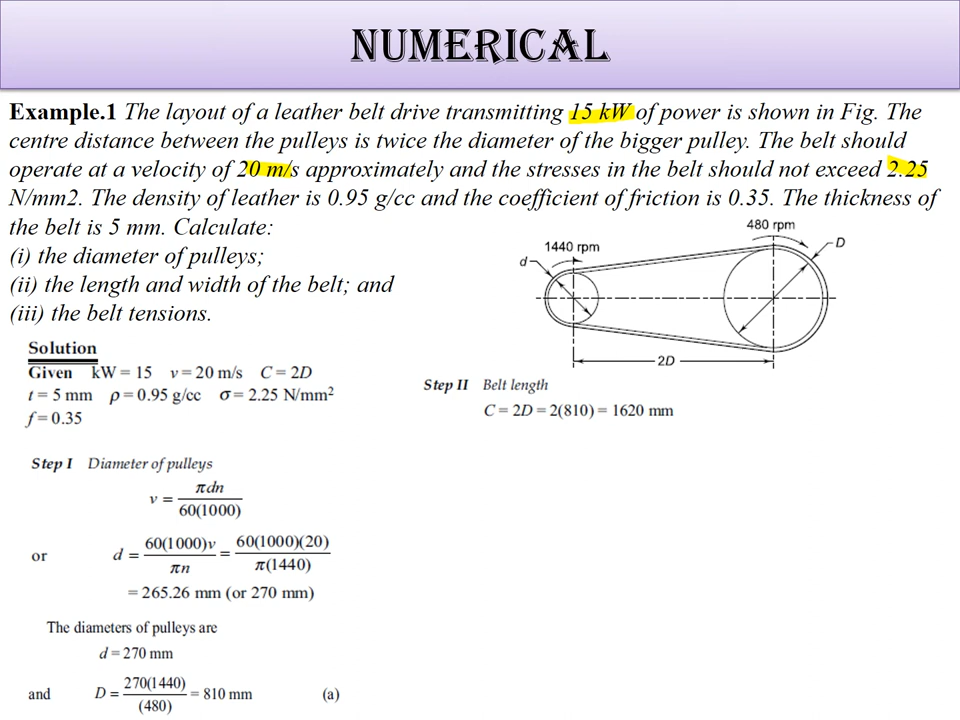 NUMERICAL
Example.1 The layout of a leather belt drive transmitting 15 kW of power is shown in Fig. The
centre distance between the pulleys is twice the diameter of the bigger pulley. The belt should
operate at a velocity of 20 m/s approximately and the stresses in the belt should not exceed 2.25
N/mm2. The density of leather is 0.95 g/cc and the coefficient of friction is 0.35. The thickness of
the belt is 5 mm. Calculate:
(i) the diameter of pulleys;
(ii) the length and width of the belt; and
(iii) the belt tensions.
480 rpm
1440 rpm
D
d
2D
Solution
Given kW = 15 v = 20 m/s C = 2D
t = 5 mm ρ = 0.95 g/cc σ = 2.25 N/mm²
f = 0.35
Step I Diameter of pulleys
v = πdn / 60(1000)
or d = 60(1000)v / πn = 60(1000)(20) / π(1440)
= 265.26 mm (or 270 mm)
The diameters of pulleys are
d = 270 mm
and D = 270(1440) / (480) = 810 mm (a)
Step II Belt length
C = 2D = 2(810) = 1620 mm